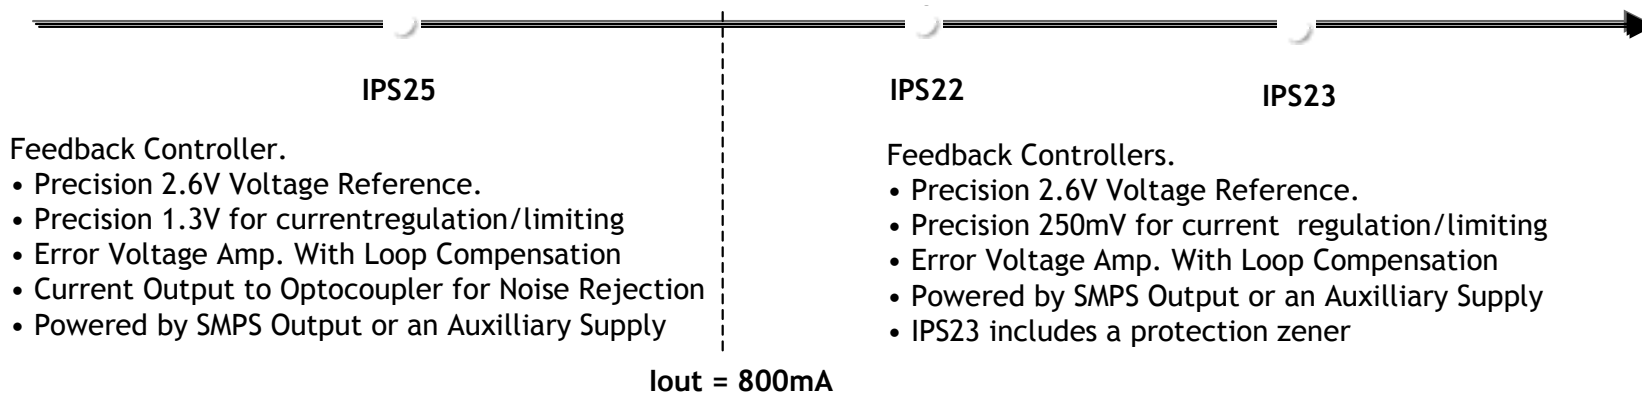 IPS25
Feedback Controller.
• Precision 2.6V Voltage Reference.
• Precision 1.3V for currentregulation/limiting
• Error Voltage Amp. With Loop Compensation
• Current Output to Optocoupler for Noise Rejection
• Powered by SMPS Output or an Auxilliary Supply
IPS22
IPS23
Feedback Controllers.
• Precision 2.6V Voltage Reference.
• Precision 250mV for current regulation/limiting
• Error Voltage Amp. With Loop Compensation
• Powered by SMPS Output or an Auxilliary Supply
• IPS23 includes a protection zener
Iout = 800mA